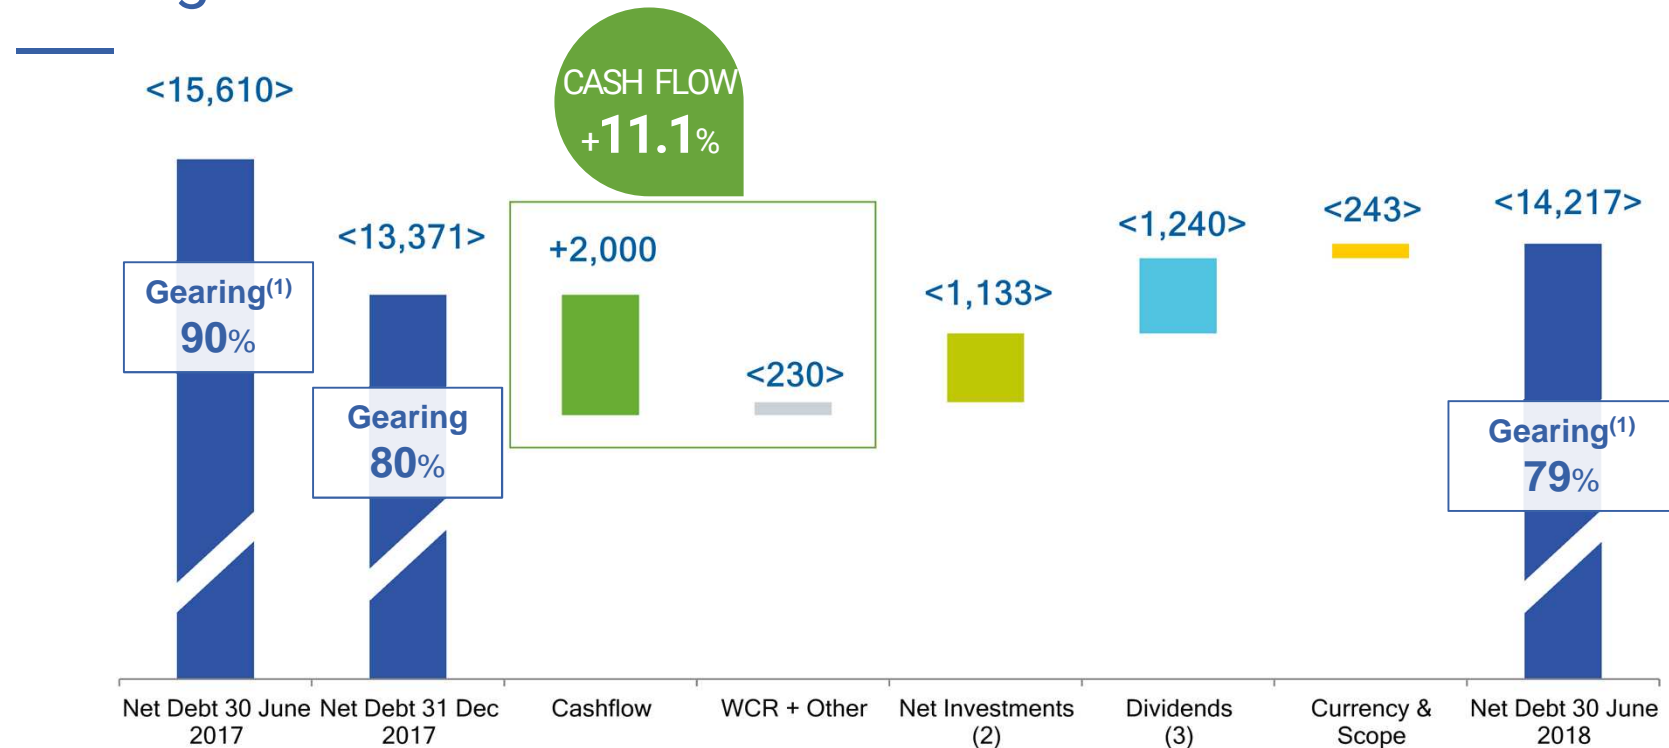 CASH FLOW
+11.1%
<15,610>
<13,371>
+2,000
<230>
<1,133>
<1,240>
<243>
<14,217>
Gearing(1)
90%
Gearing
80%
Gearing(1)
79%
Net Debt 30 June
2017
Net Debt 31 Dec
2017
Cashflow
WCR + Other
Net Investments
(2)
Dividends
(3)
Currency &
Scope
Net Debt 30 June
2018